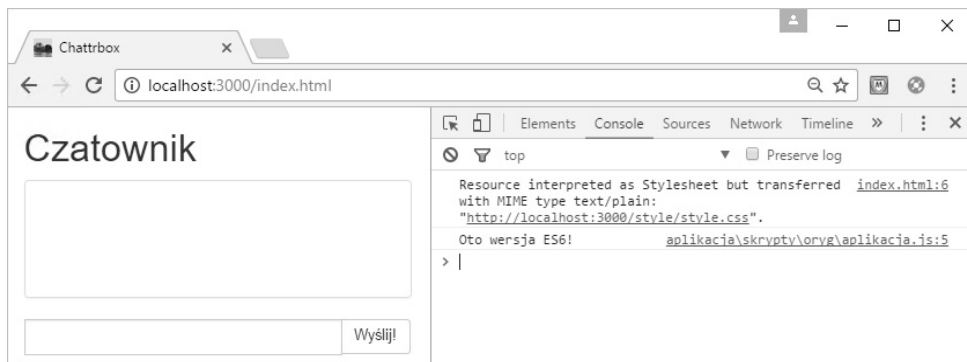 Chattrbox
localhost:3000/index.html
Czatownik
Wyślij!
Elements Console Sources Network Timeline »
top Preserve log
Resource interpreted as Stylesheet but transferred index.html:6
with MIME type text/plain:
"http://localhost:3000/style/style.css".
Oto wersja ES6! aplikacja\skrypty\oryg\aplikacja.js:5
>